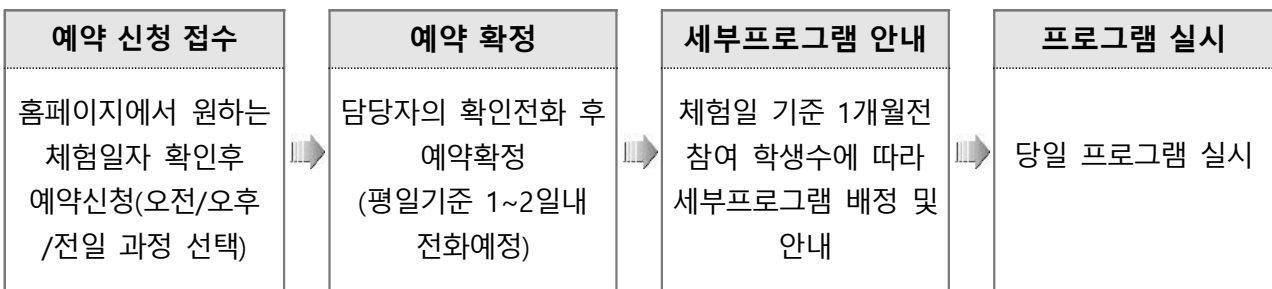 예약 신청 접수
홈페이지에서 원하는
체험일자 확인후
예약신청(오전/오후
/전일 과정 선택)
예약 확정
담당자의 확인전화 후
예약확정
(평일기준 1~2일내
전화예정)
세부프로그램 안내
체험일 기준 1개월전
참여 학생수에 따라
세부프로그램 배정 및
안내
프로그램 실시
당일 프로그램 실시